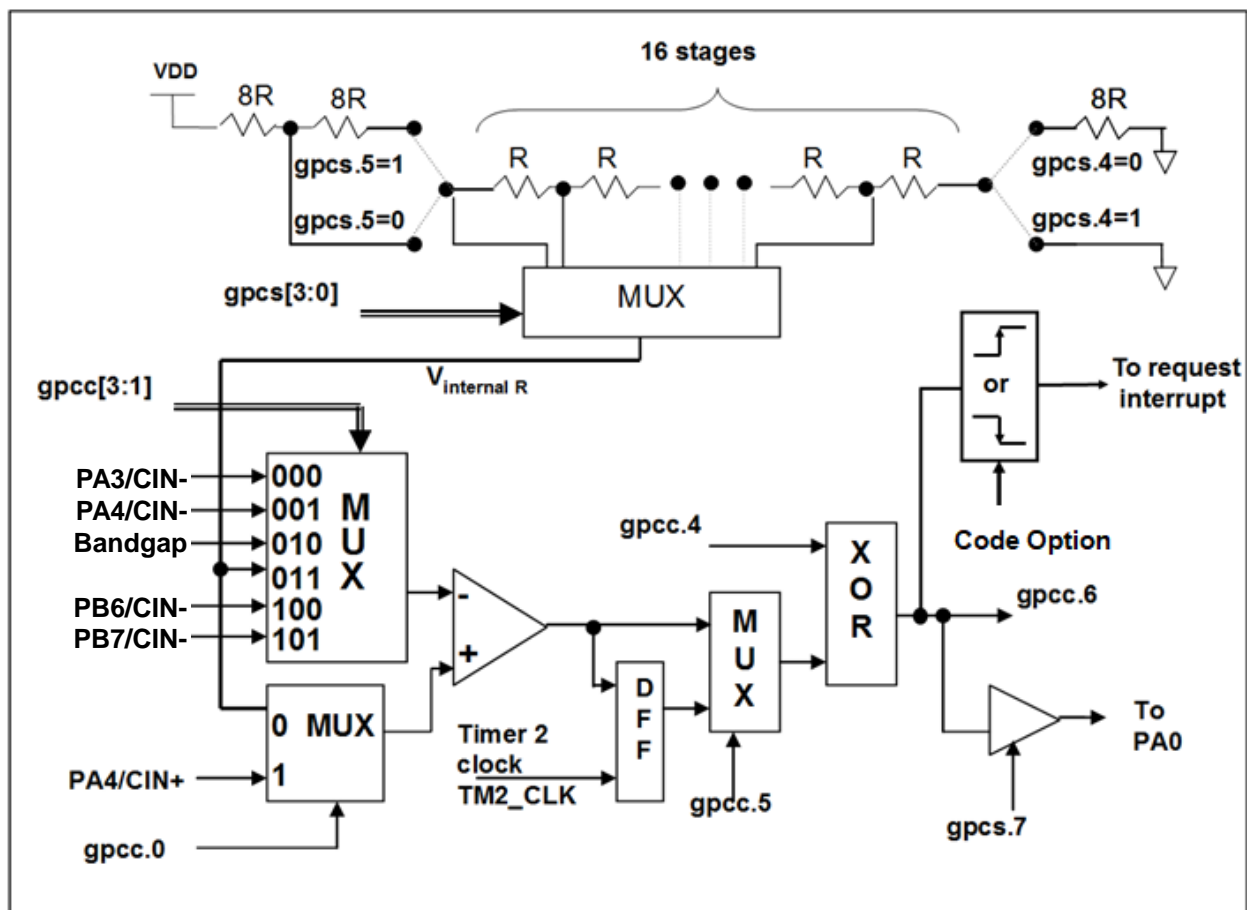 16 stages
VDD
8R
8R
8R
gpcs.5=1
R
R
R
R
gpcs.4=0
gpcs.5=0
gpcs.4=1
gpcs[3:0]
MUX
V internal R
gpcc[3:1]
or
To request
interrupt
Code Option
PA3/CIN-
PA4/CIN-
Bandgap
PB6/CIN-
PB7/CIN-
000
001
010
011
100
101
M
U
X
-
+
gpcc.4
X
O
R
gpcc.6
M
U
X
D
F
F
0 MUX
1
PA4/CIN+
gpcc.0
Timer 2
clock
TM2_CLK
gpcc.5
To
PA0
gpcs.7